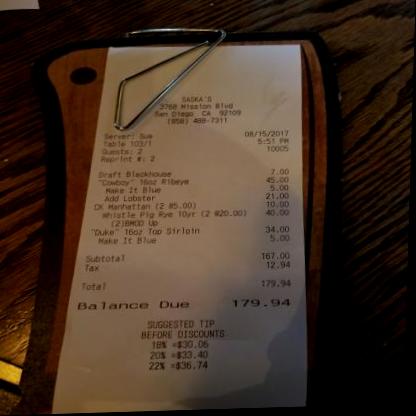 SASKA'S
3768 Mission Blvd
San Diego CA 92109
(858) 488-7311
Server: Sue 08/15/2017
Table 103/1 5:51 PM
Guests: 2 10005
Reprint #: 2
Draft Blackhouse 7.00
"Cowboy" 16oz Ribeye 45.00
Make It Blue 5.00
Add Lobster 21.00
CK Manhattan (2 @5.00) 10.00
Whistle Pig Rye 10yr (2 @20.00) 40.00
(2)BMOD Up
"Duke" 16oz Top Sirloin 34.00
Make It Blue 5.00
Subtotal 167.00
Tax 12.94
Total 179.94
Balance Due 179.94
SUGGESTED TIP
BEFORE DISCOUNTS
18% =$30.06
20% =$33.40
22% =$36.74